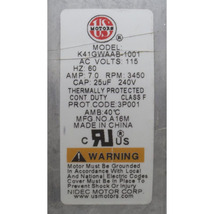 US
MOTORS
MODEL:
K41GWAAB-1001
AC VOLTS: 115
HZ: 60
AMP: 7.0 RPM: 3450
CAP: 25uF 240V
THERMALLY PROTECTED
CONT DUTY CLASS F
PROT CODE 3P001
AMB 40°C
MFG NO. A16M
MADE IN CHINA
C RU US
WARNING
Motor Must Be Grounded
In Accordance With Local
And National Electric Codes
Cover Must Be In Place
To Prevent Shock Or Injury
NIDEC MOTOR CORP.
www.usmotors.com